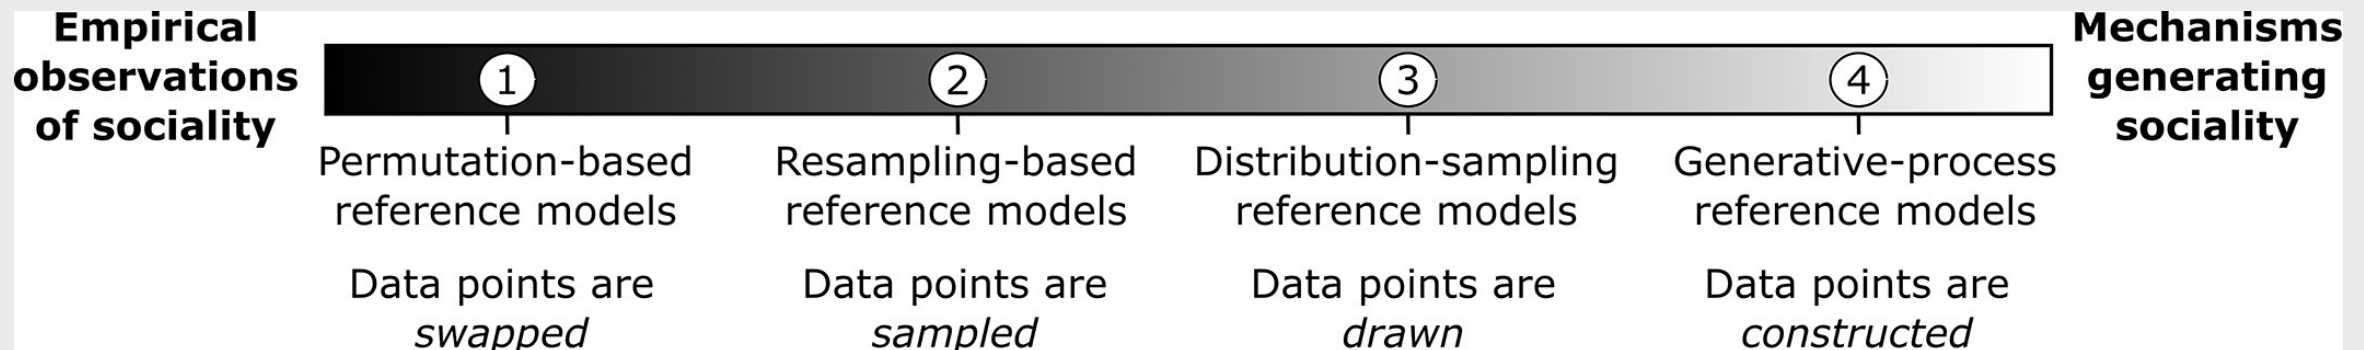 Empirical
observations
of sociality
1
2
3
4
Mechanisms
generating
sociality
Permutation-based
reference models
Data points are
swapped
Resampling-based
reference models
Data points are
sampled
Distribution-sampling
reference models
Data points are
drawn
Generative-process
reference models
Data points are
constructed